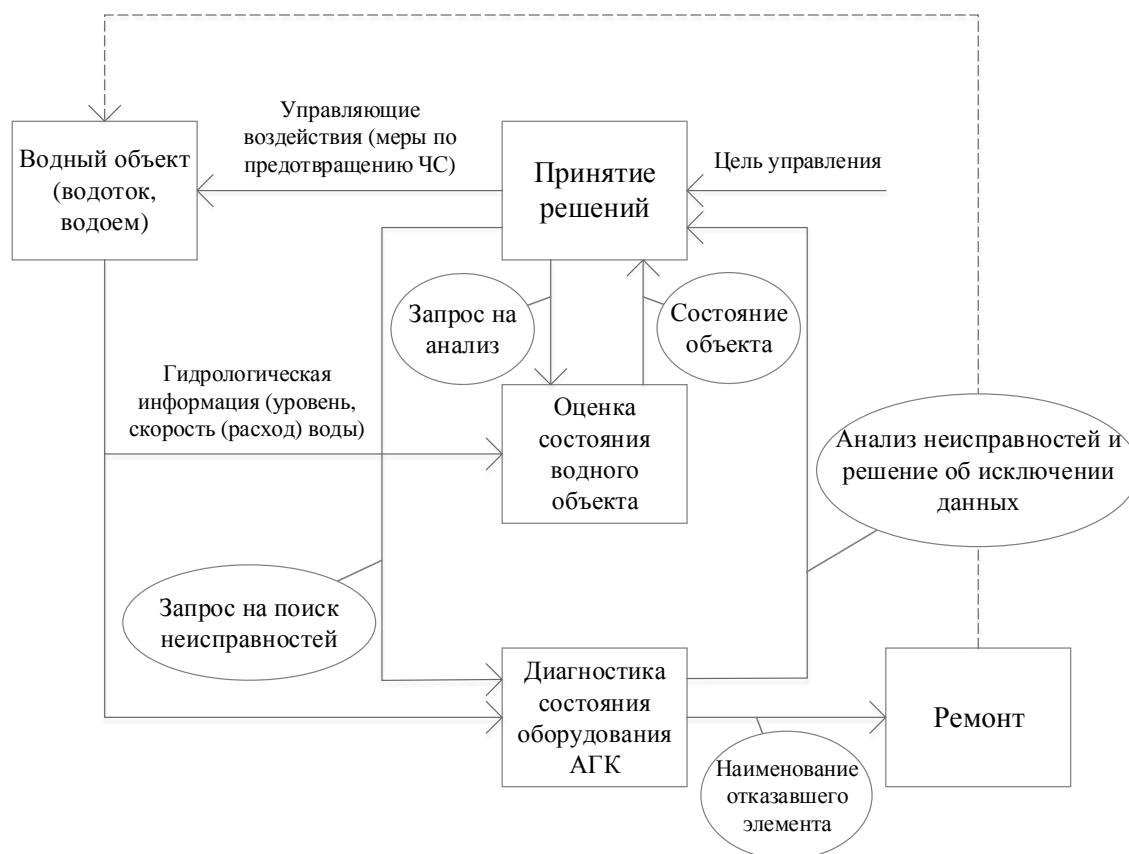 Управляющие
воздействия (меры по
предотвращению ЧС)
Водный объект
(водоток,
водоем)
Принятие
решений
Цель управления
Запрос на
анализ
Состояние
объекта
Гидрологическая
информация (уровень,
скорость (расход) воды)
Оценка
состояния
водного
объекта
Анализ неисправностей и
решение об исключении
данных
Запрос на поиск
неисправностей
Диагностика
состояния
оборудования
АГК
Ремонт
Наименование
отказавшего
элемента